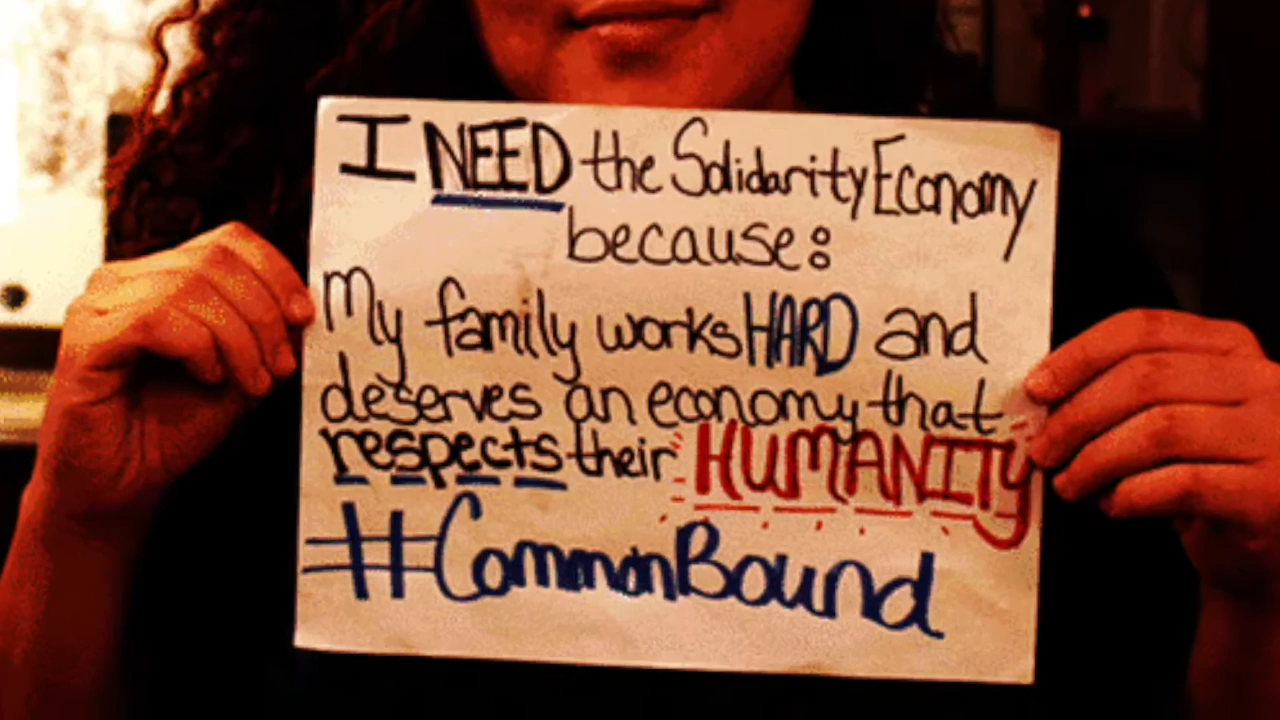 I NEED the Solidarity Economy
because:
My family works HARD and
deserves an economy that
respects their HUMANITY
#CommonBound